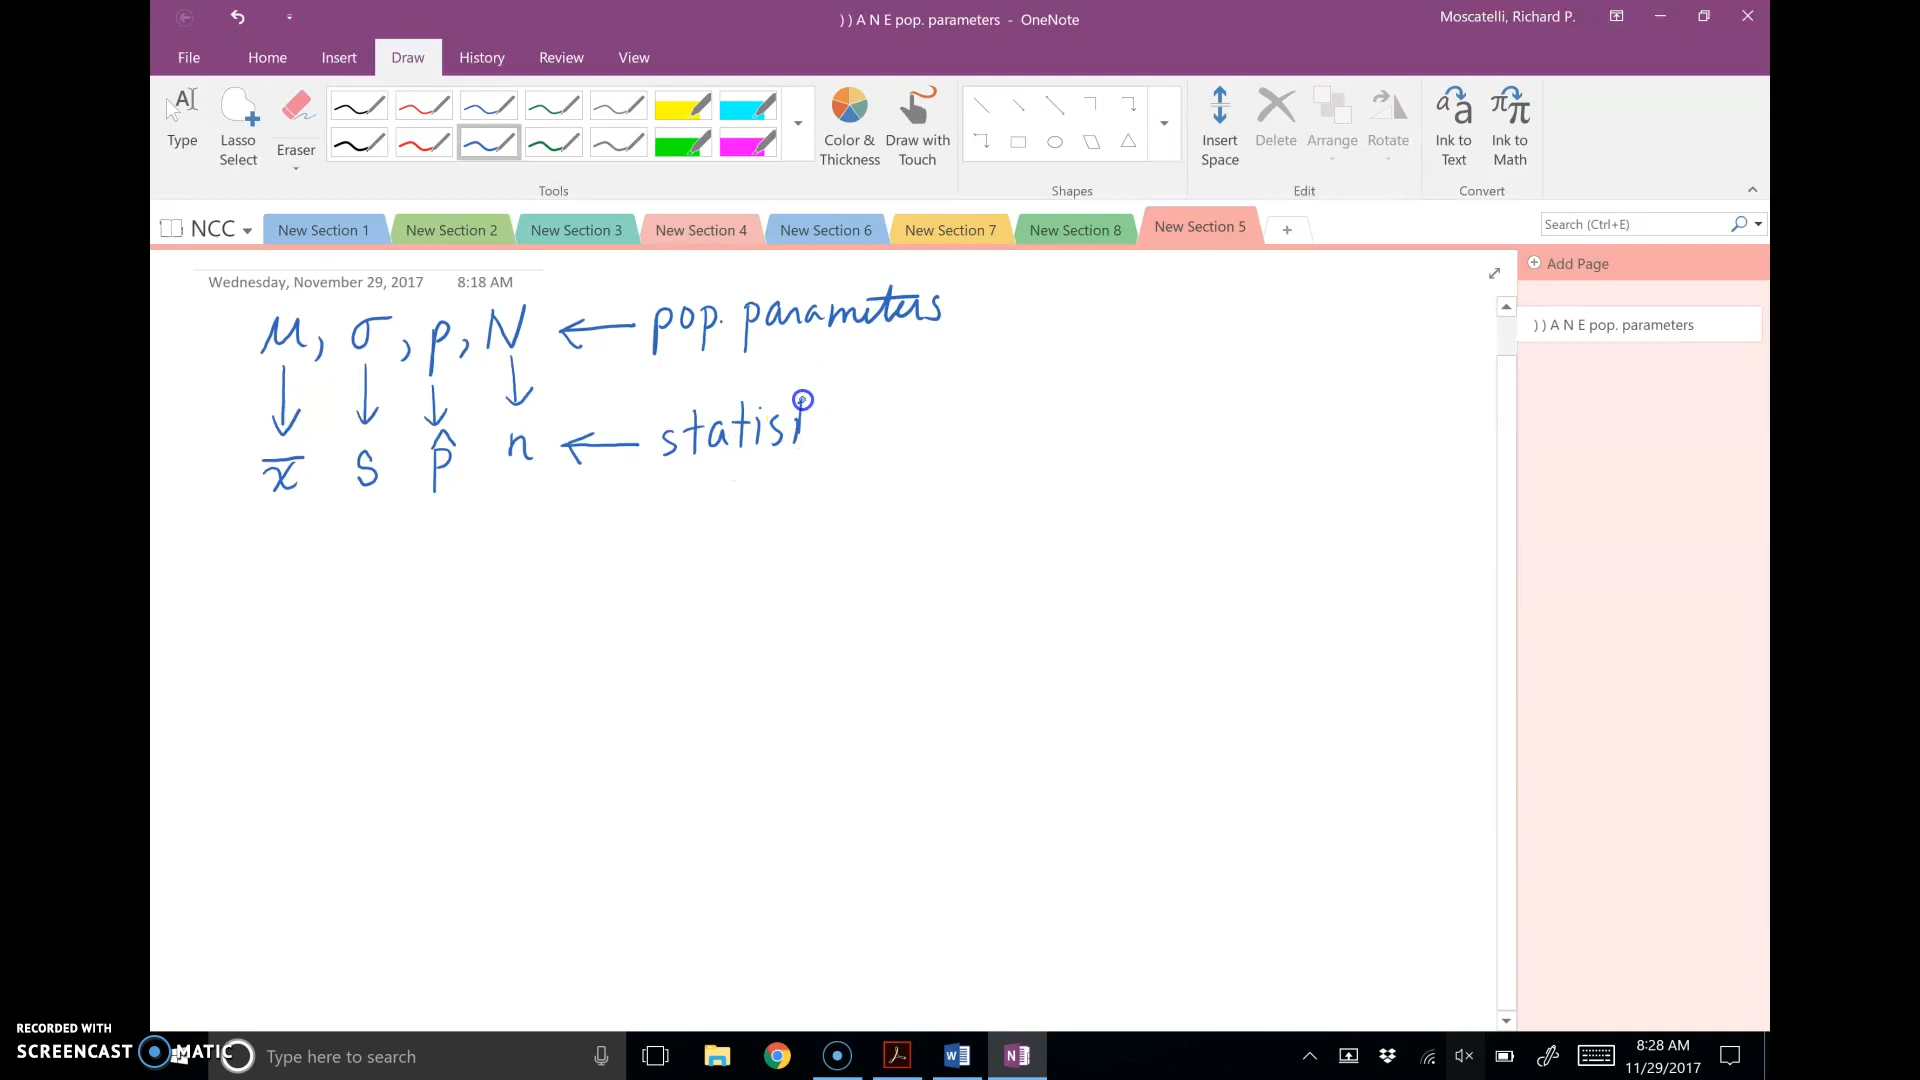 ) ) A N E pop. parameters - OneNote
Moscatelli, Richard P.
File Home Insert Draw History Review View
Type
Lasso Select
Eraser
Color & Thickness
Draw with Touch
Insert Space
Delete
Arrange
Rotate
Ink to Text
Ink to Math
Tools
Shapes
Edit
Convert
NCC
New Section 1
New Section 2
New Section 3
New Section 4
New Section 6
New Section 7
New Section 8
New Section 5
Search (Ctrl+E)
Add Page
) ) A N E pop. parameters
Wednesday, November 29, 2017 8:18 AM
μ, σ, p, N ← pop. parameters
↓ ↓ ↓ ↓
x̄ s p̂ n ← statist
RECORDED WITH
SCREENCAST MATIC
Type here to search
8:28 AM
11/29/2017